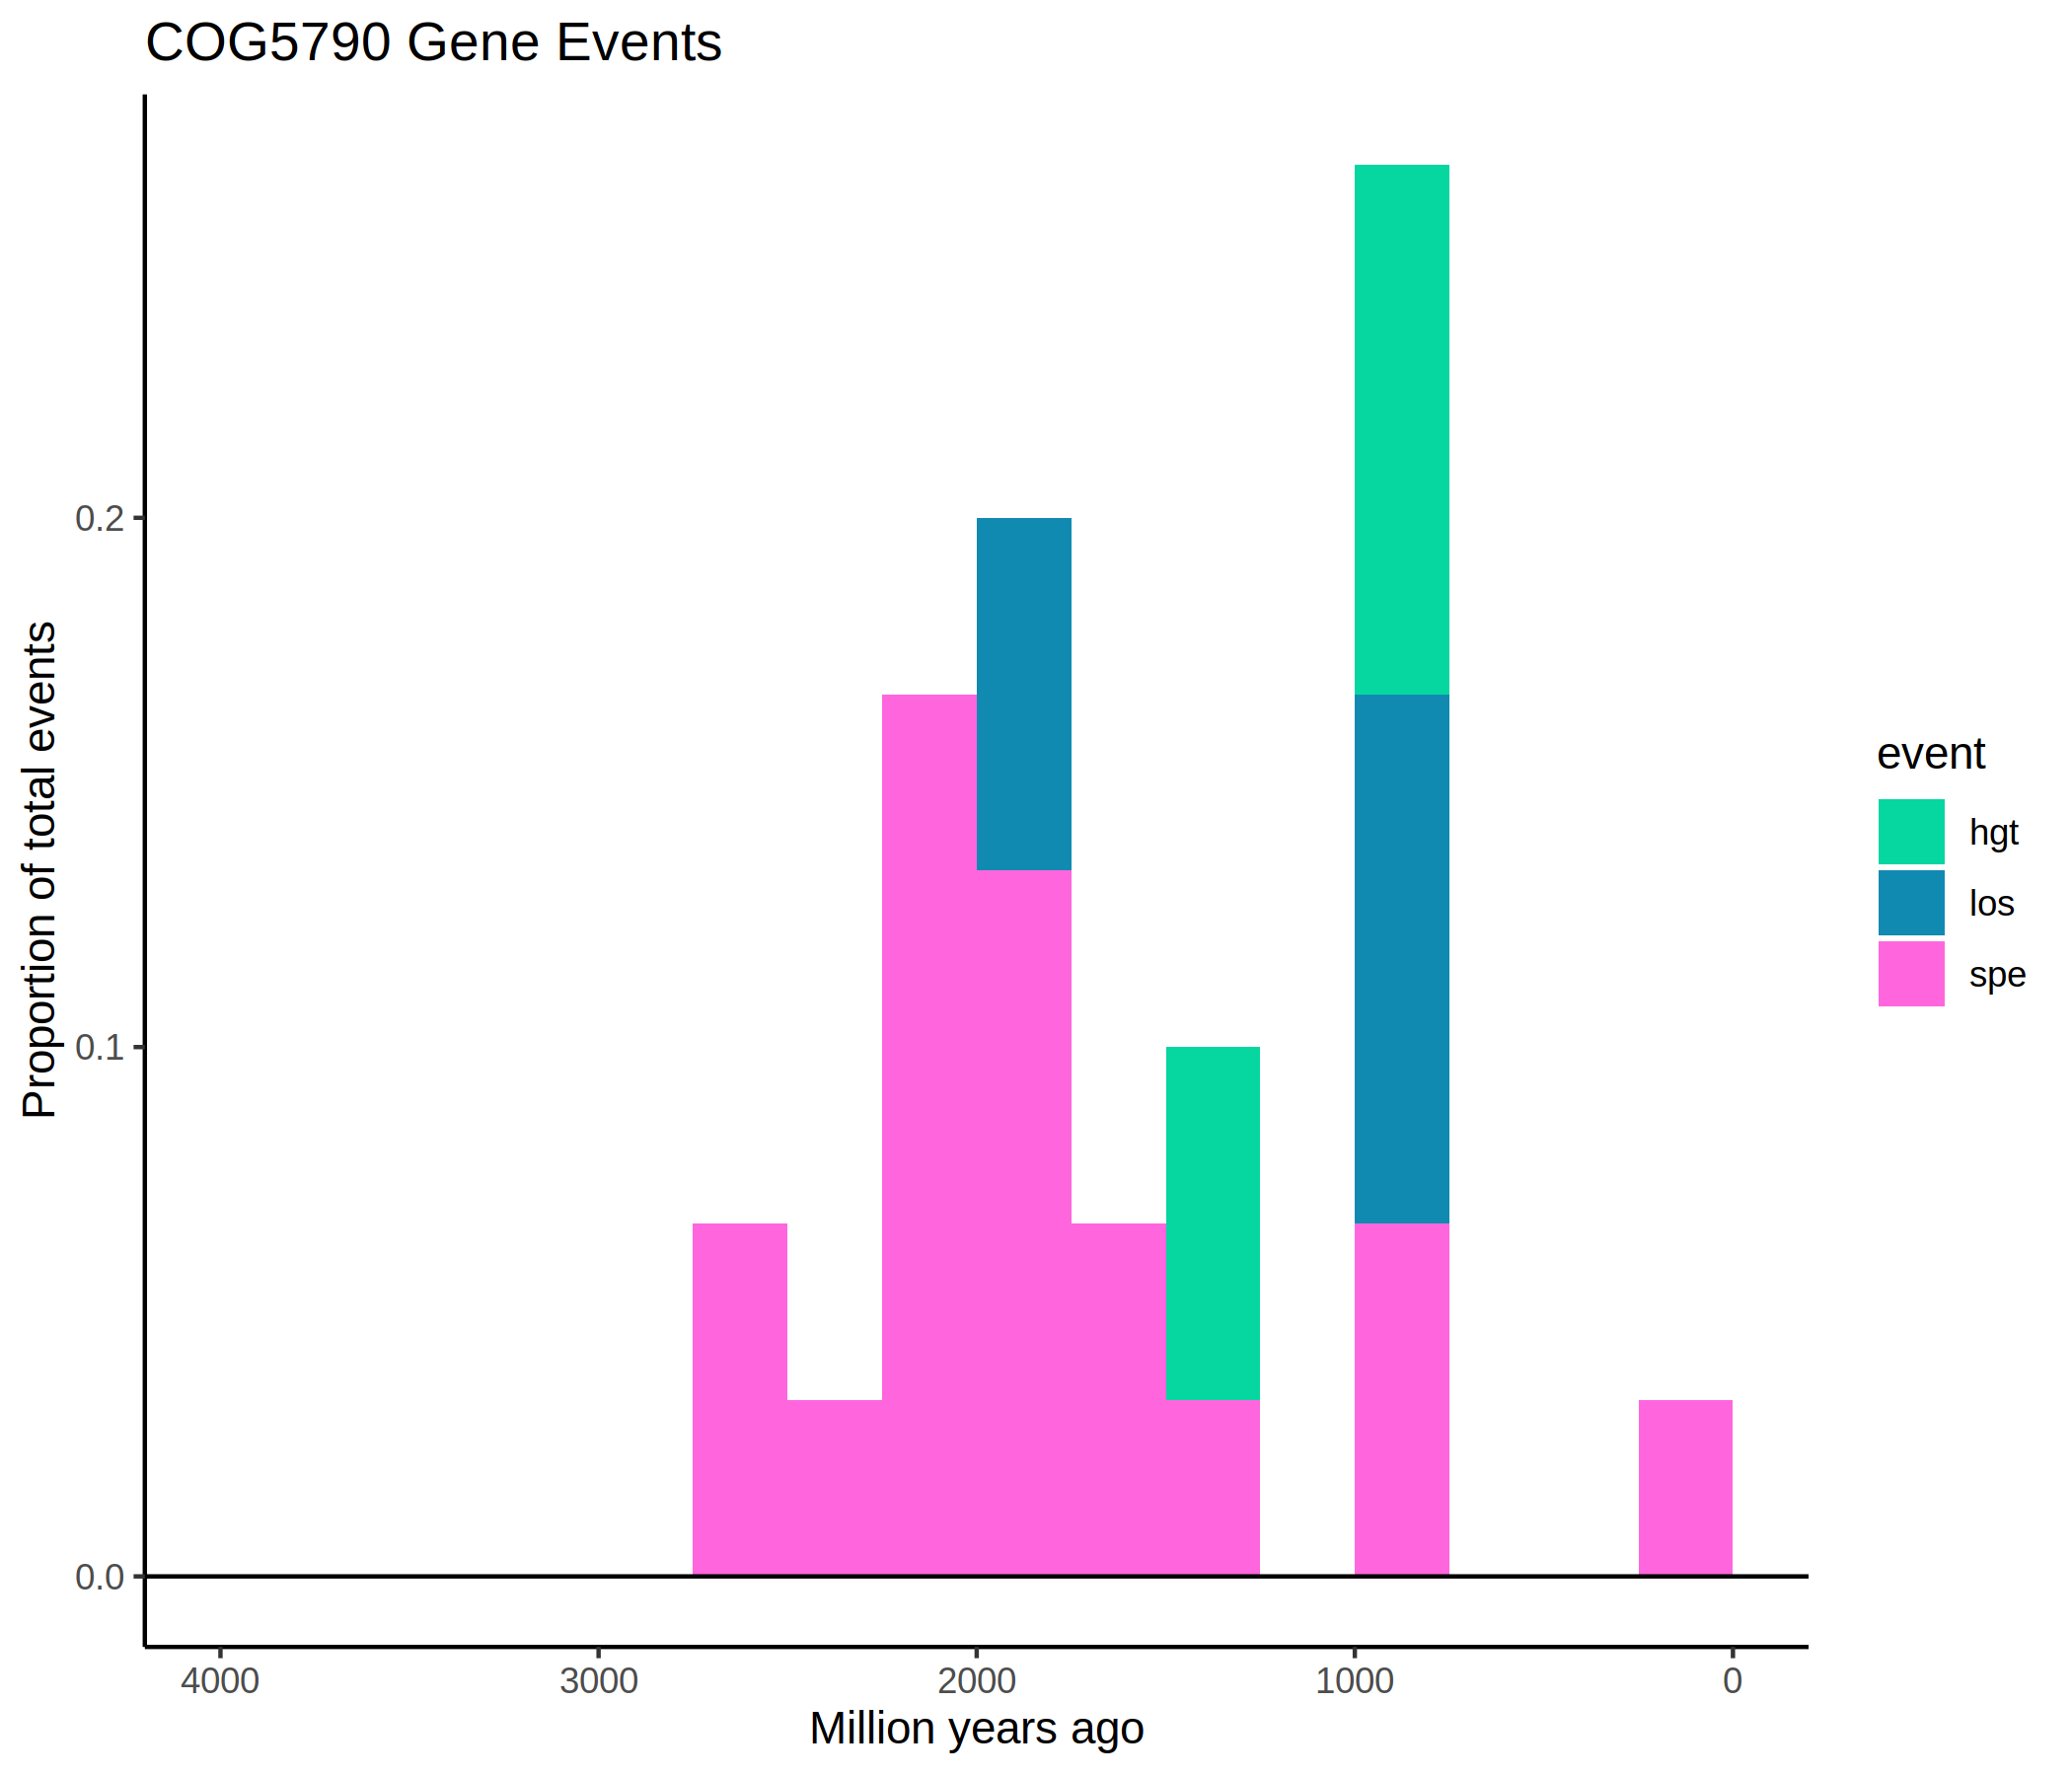 COG5790 Gene Events
Proportion of total events
0.2
0.1
0.0
4000 3000 2000 1000 0
Million years ago
event
hgt
los
spe